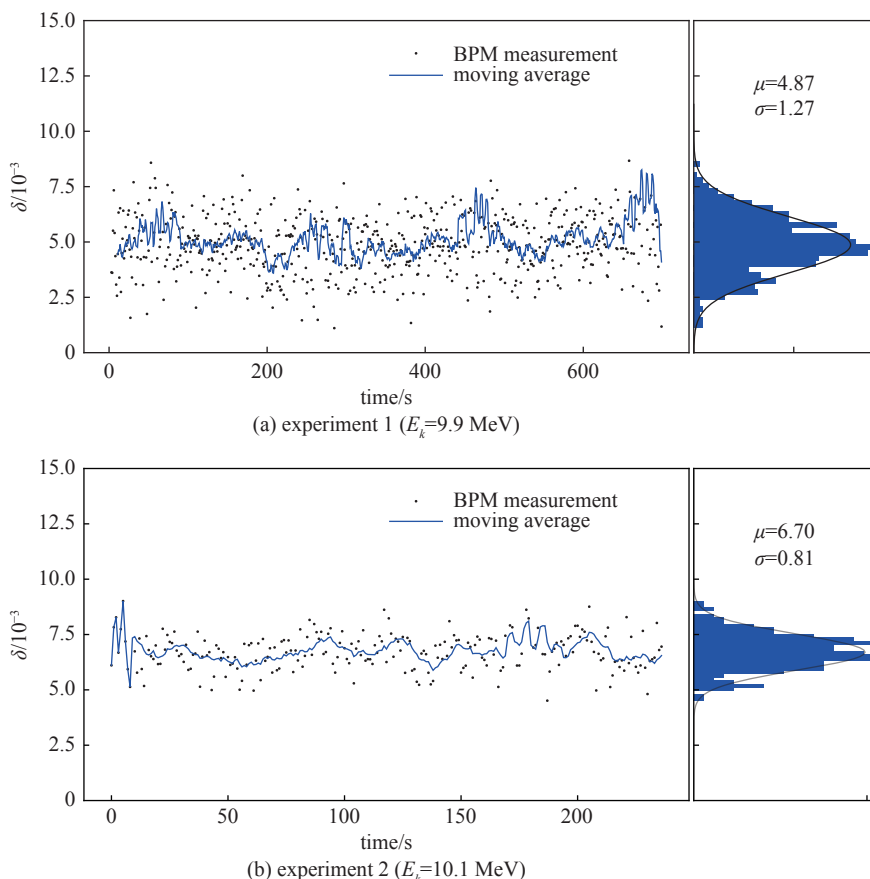 15.0
12.5
10.0
7.5
5.0
2.5
0
δ/10⁻³
BPM measurement
moving average
μ=4.87
σ=1.27
0 200 400 600
time/s
(a) experiment 1 (Eₖ=9.9 MeV)
15.0
12.5
10.0
7.5
5.0
2.5
0
δ/10⁻³
BPM measurement
moving average
μ=6.70
σ=0.81
0 50 100 150 200
time/s
(b) experiment 2 (Eₖ=10.1 MeV)